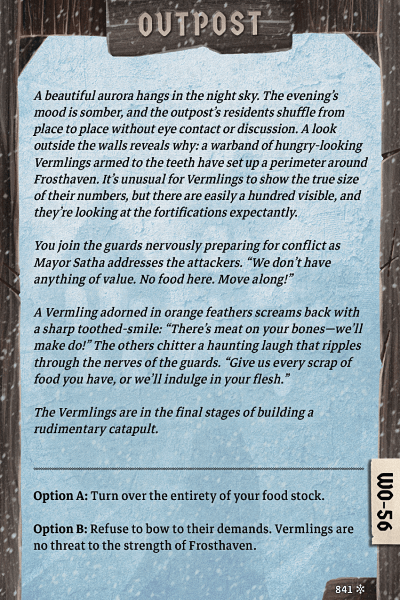 OUTPOST
A beautiful aurora hangs in the night sky. The evening's
mood is somber, and the outpost's residents shuffle from
place to place without eye contact or discussion. A look
outside the walls reveals why: a warband of hungry-looking
Vermlings armed to the teeth have set up a perimeter around
Frosthaven. It's unusual for Vermlings to show the true size
of their numbers, but there are easily a hundred visible, and
they're looking at the fortifications expectantly.
You join the guards nervously preparing for conflict as
Mayor Satha addresses the attackers. “We don't have
anything of value. No food here. Move along!”
A Vermling adorned in orange feathers screams back with
a sharp toothed-smile: “There's meat on your bones—we'll
make do!” The others chitter a haunting laugh that ripples
through the nerves of the guards. “Give us every scrap of
food you have, or we'll indulge in your flesh.”
The Vermlings are in the final stages of building a
rudimentary catapult.
Option A: Turn over the entirety of your food stock.
Option B: Refuse to bow to their demands. Vermlings are
no threat to the strength of Frosthaven.
WO-56
841